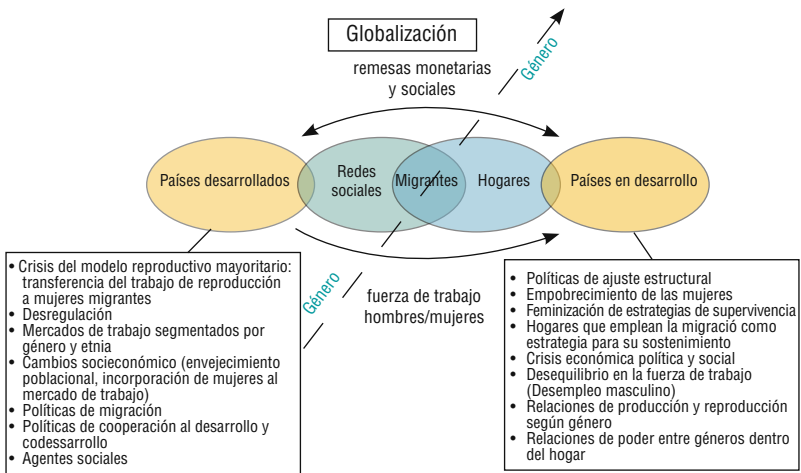 Globalización
remesas monetarias
y sociales
Género
Países desarrollados
Redes
sociales
Migrantes
Hogares
Países en desarrollo
Género
fuerza de trabajo
hombres/mujeres
• Crisis del modelo reproductivo mayoritario:
transferencia del trabajo de reproducción
a mujeres migrantes
• Desregulación
• Mercados de trabajo segmentados por
género y etnia
• Cambios socieconómico (envejecimiento
poblacional, incorporación de mujeres al
mercado de trabajo)
• Políticas de migración
• Políticas de cooperación al desarrollo y
codessarrollo
• Agentes sociales
• Políticas de ajuste estructural
• Empobrecimiento de las mujeres
• Feminización de estrategias de supervivencia
• Hogares que emplean la migració como
estrategia para su sostenimiento
• Crisis económica política y social
• Desequilibrio en la fuerza de trabajo
(Desempleo masculino)
• Relaciones de producción y reproducción
según género
• Relaciones de poder entre géneros dentro
del hogar